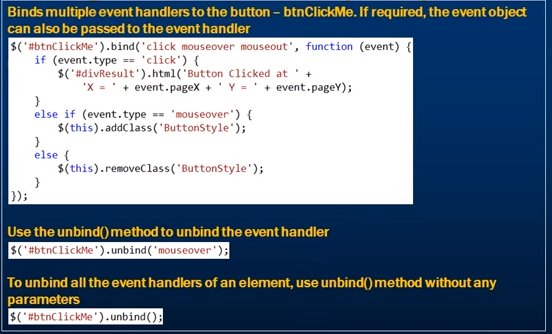 Binds multiple event handlers to the button – btnClickMe. If required, the event object
can also be passed to the event handler
$('#btnClickMe').bind('click mouseover mouseout', function (event) {
    if (event.type == 'click') {
        $('#divResult').html('Button Clicked at ' +
            'X = ' + event.pageX + ' Y = ' + event.pageY);
    }
    else if (event.type == 'mouseover') {
        $(this).addClass('ButtonStyle');
    }
    else {
        $(this).removeClass('ButtonStyle');
    }
});
Use the unbind() method to unbind the event handler
$('#btnClickMe').unbind('mouseover');
To unbind all the event handlers of an element, use unbind() method without any
parameters
$('#btnClickMe').unbind();